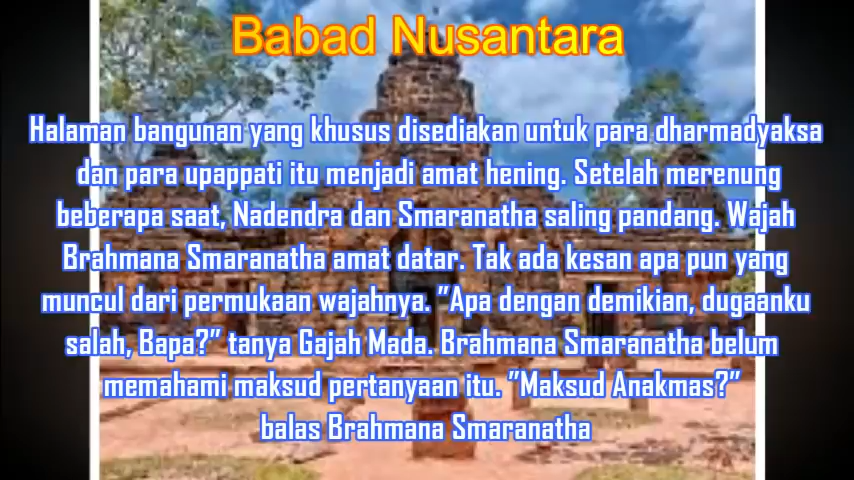 Babad Nusantara
Halaman bangunan yang khusus disediakan untuk para dharmadyaksa
dan para upappati itu menjadi amat hening. Setelah merenung
beberapa saat, Nadendra dan Smaranatha saling pandang. Wajah
Brahmana Smaranatha amat datar. Tak ada kesan apa pun yang
muncul dari permukaan wajahnya. ”Apa dengan demikian, dugaanku
salah, Bapa?” tanya Gajah Mada. Brahmana Smaranatha belum
memahami maksud pertanyaan itu. ”Maksud Anakmas?”
balas Brahmana Smaranatha